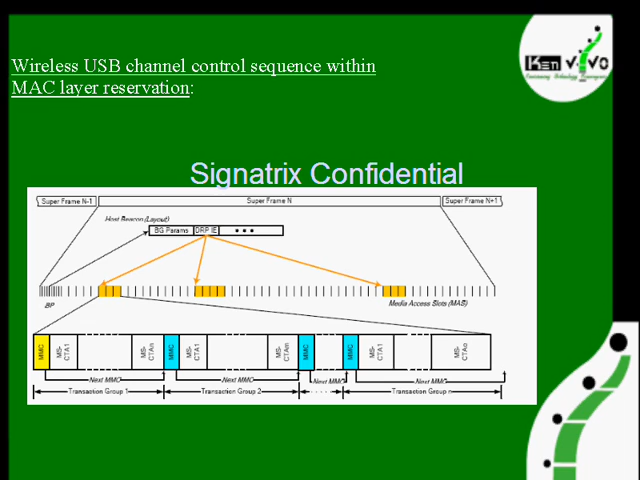 Wireless USB channel control sequence within
MAC layer reservation:
Signatrix Confidential
Super Frame N-1 Super Frame N Super Frame N+1
Host Beacon (Layout)
BG Params DRP IE ...
BP Media Access Slots (MAS)
MMC MS-CTA1 MS-CTAn MMC MS-CTA1 MS-CTAm MMC MMC MS-CTA1 MS-CTAo
Next MMC Next MMC Next MMC Next MMC
Transaction Group 1 Transaction Group 2 ..... Transaction Group n